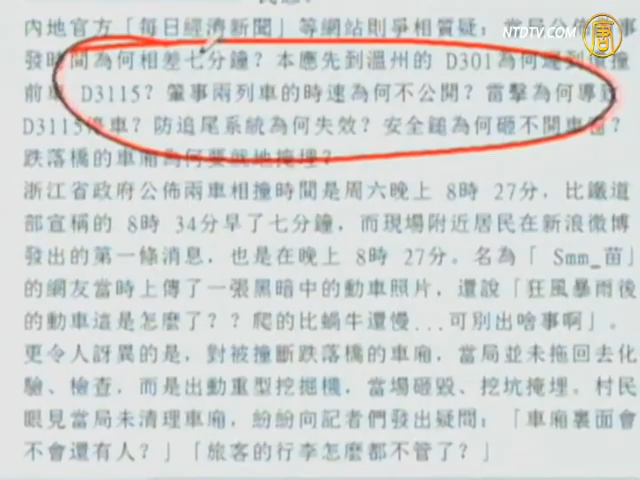 NTDTV.COM 唐
內地官方「每日經濟新聞」等網站則爭相質疑：當局公佈事
發時間為何相差七分鐘？本應先到溫州的 D301為何遲到後撞
前車 D3115？肇事兩列車的時速為何不公開？雷擊為何導致
D3115停車？防追尾系統為何失效？安全鎚為何砸不開車窗？
跌落橋的車廂為何要就地掩埋？
浙江省政府公佈兩車相撞時間是周六晚上 8時 27分，比鐵道
部宣稱的 8時 34分早了七分鐘，而現場附近居民在新浪微博
發出的第一條消息，也是在晚上 8時 27分。名為「 Smm_苗」
的網友當時上傳了一張黑暗中的動車照片，還說「狂風暴雨後
的動車這是怎麼了？？爬的比蝸牛還慢...可別出啥事啊」。
更令人訝異的是，對被撞斷跌落橋的車廂，當局並未拖回去化
驗、檢查，而是出動重型挖掘機，當場砸毀、挖坑掩埋。村民
眼見當局未清理車廂，紛紛向記者們發出疑問：「車廂裏面會
不會還有人？」「旅客的行李怎麼都不管了？」